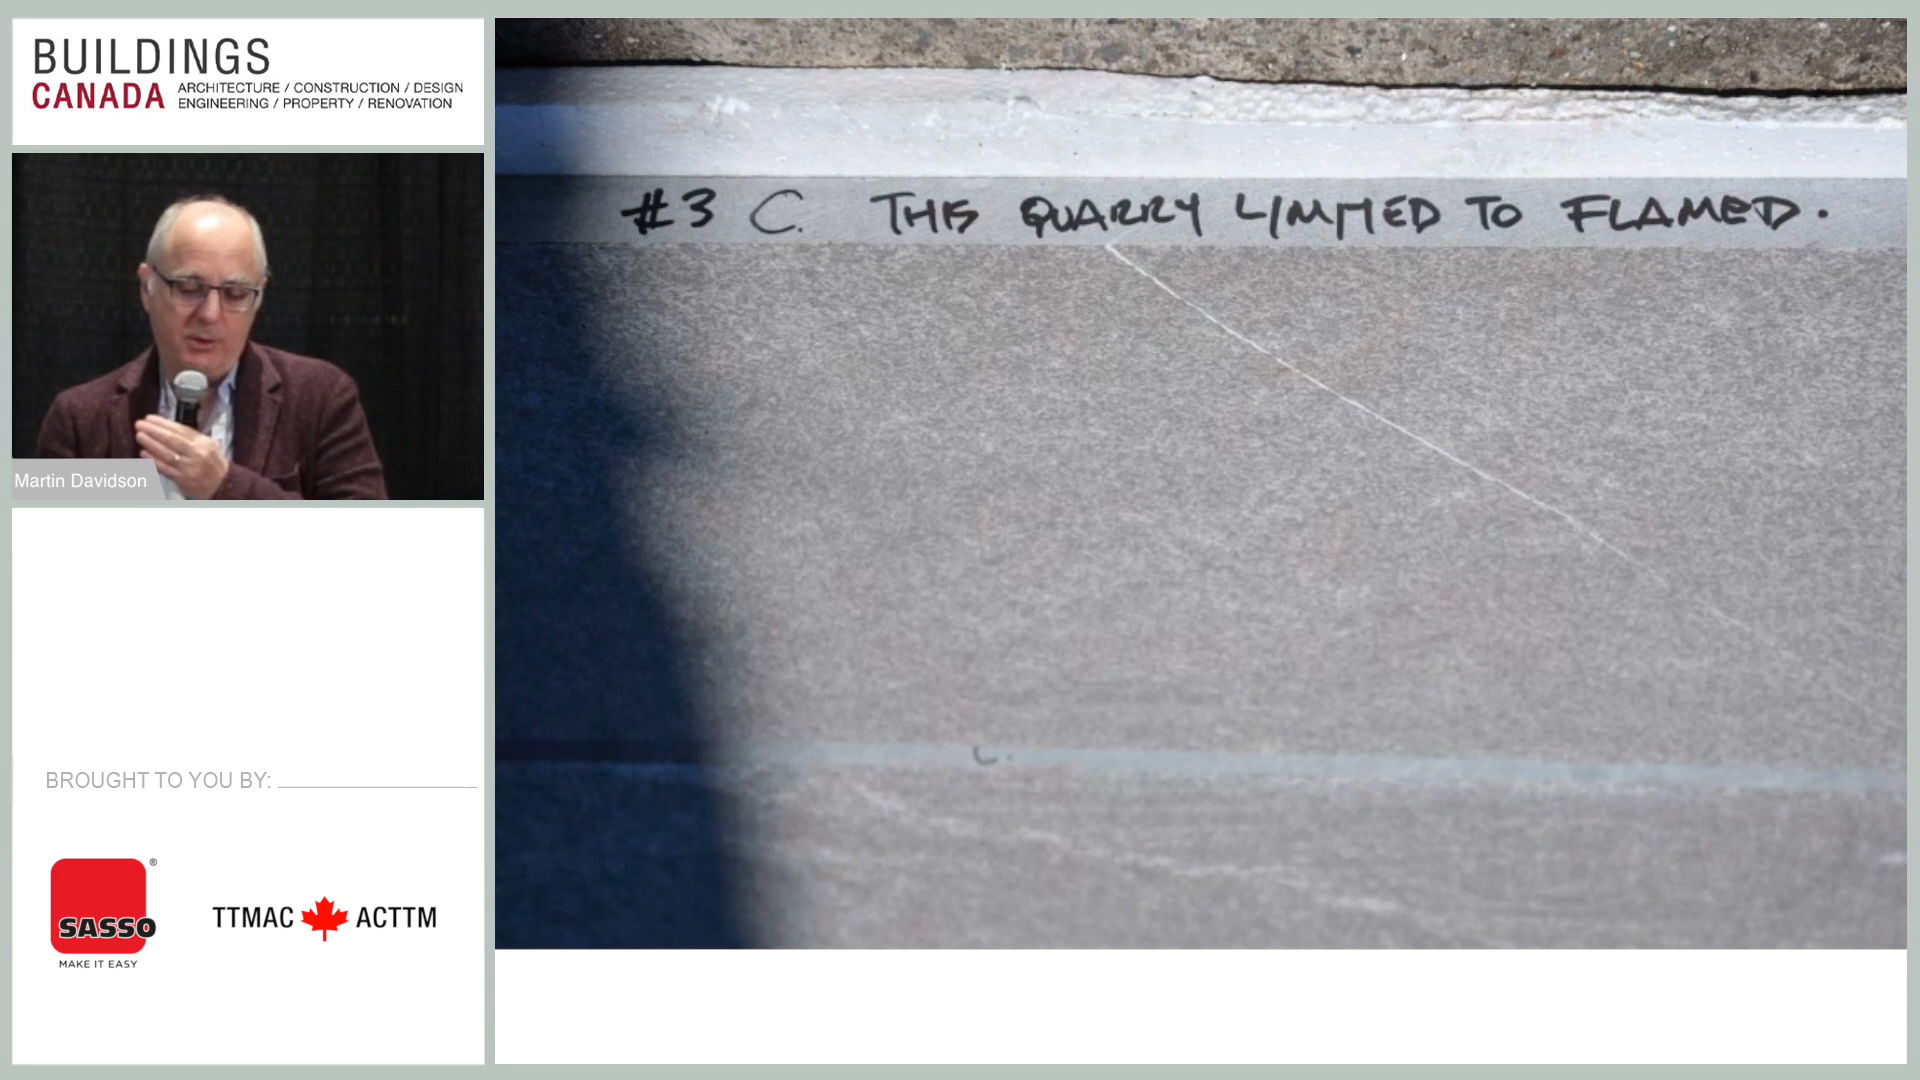 BUILDINGS
CANADA
ARCHITECTURE / CONSTRUCTION / DESIGN
ENGINEERING / PROPERTY / RENOVATION
Martin Davidson
BROUGHT TO YOU BY:
SASSO
®
MAKE IT EASY
TTMAC ACTTM
#3 C. THIS QUARRY LIMITED TO FLAMED.
C.